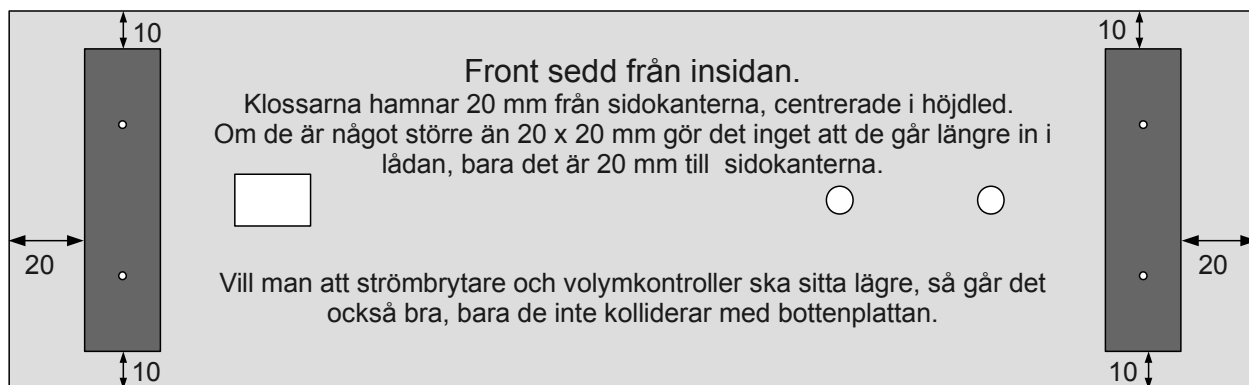 10
10
Front sedd från insidan.
Klossarna hamnar 20 mm från sidokanterna, centrerade i höjdled.
Om de är något större än 20 x 20 mm gör det inget att de går längre in i
lådan, bara det är 20 mm till  sidokanterna.
20
20
Vill man att strömbrytare och volymkontroller ska sitta lägre, så går det
också bra, bara de inte kolliderar med bottenplattan.
10
10